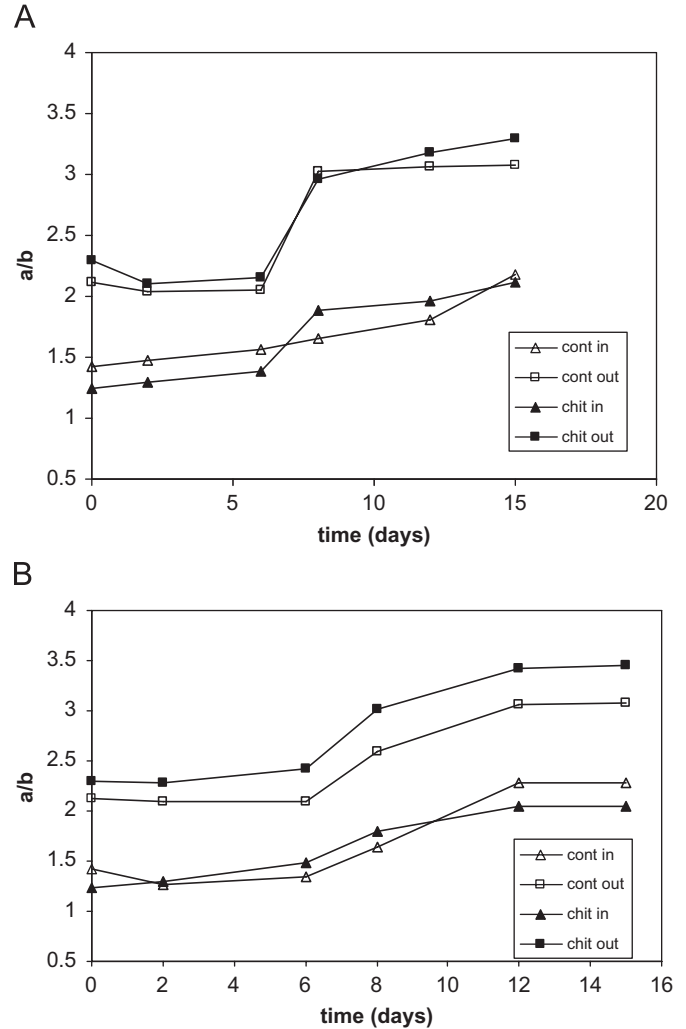 A
4
3.5
3
2.5
2
1.5
1
0.5
a/b
0 5 10 15 20
time (days)
cont in
cont out
chit in
chit out
B
4
3.5
3
2.5
2
1.5
1
0.5
a/b
0 2 4 6 8 10 12 14 16
time (days)
cont in
cont out
chit in
chit out